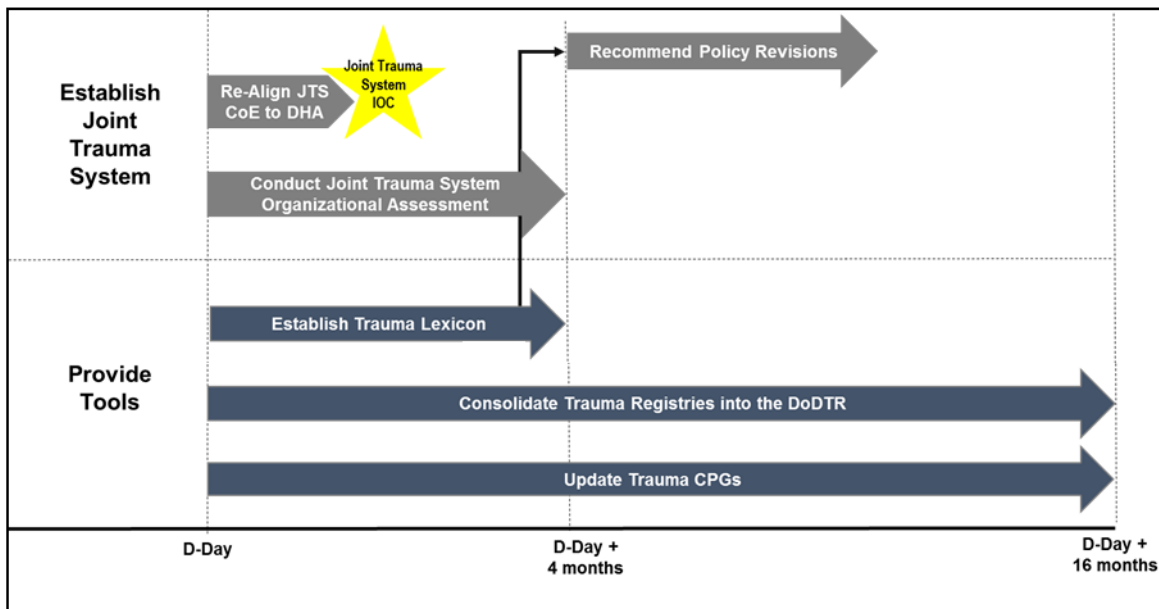 Establish
Joint
Trauma
System
Re-Align JTS
CoE to DHA
Joint Trauma
System
IOC
Recommend Policy Revisions
Conduct Joint Trauma System
Organizational Assessment
Provide
Tools
Establish Trauma Lexicon
Consolidate Trauma Registries into the DoDTR
Update Trauma CPGs
D-Day
D-Day +
4 months
D-Day +
16 months